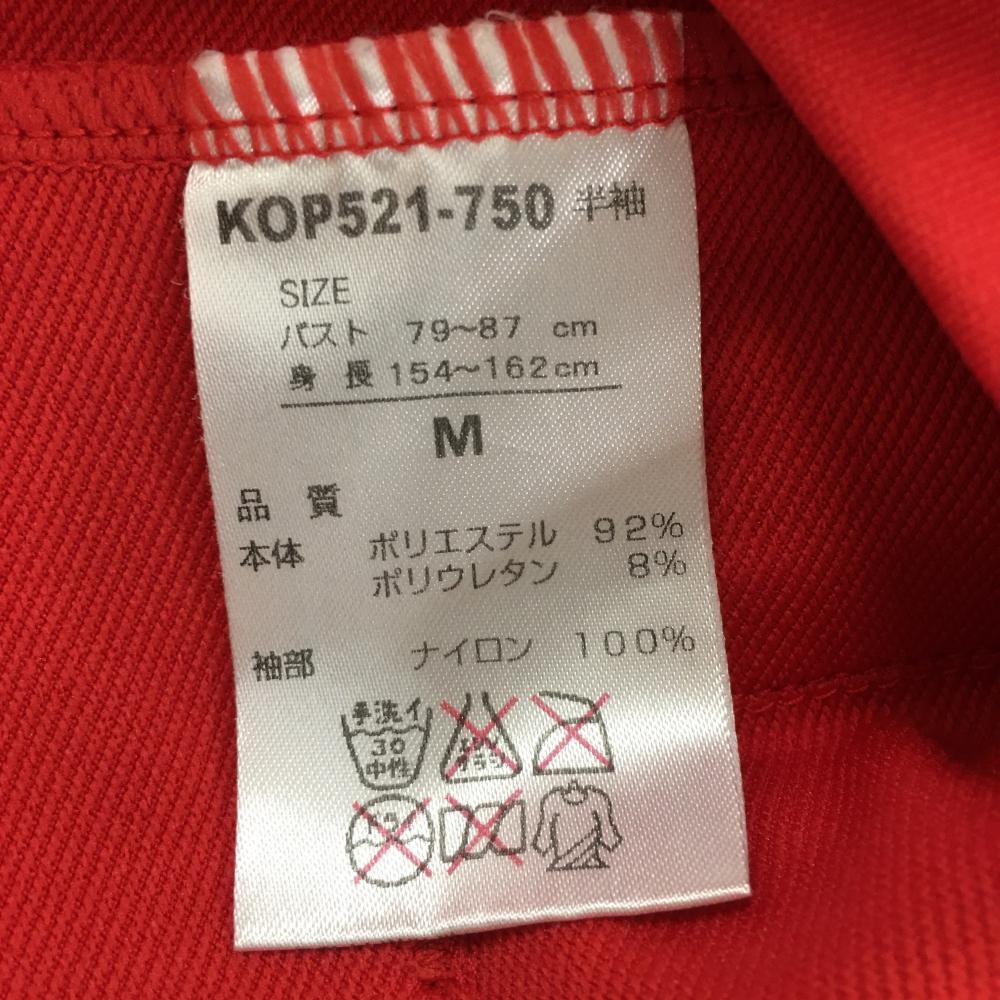 KOP521-750 半袖
SIZE
バスト 79～87 cm
身長 154～162cm
M
品質
本体 ポリエステル 92%
ポリウレタン 8%
袖部 ナイロン 100%
手洗イ
30
中性